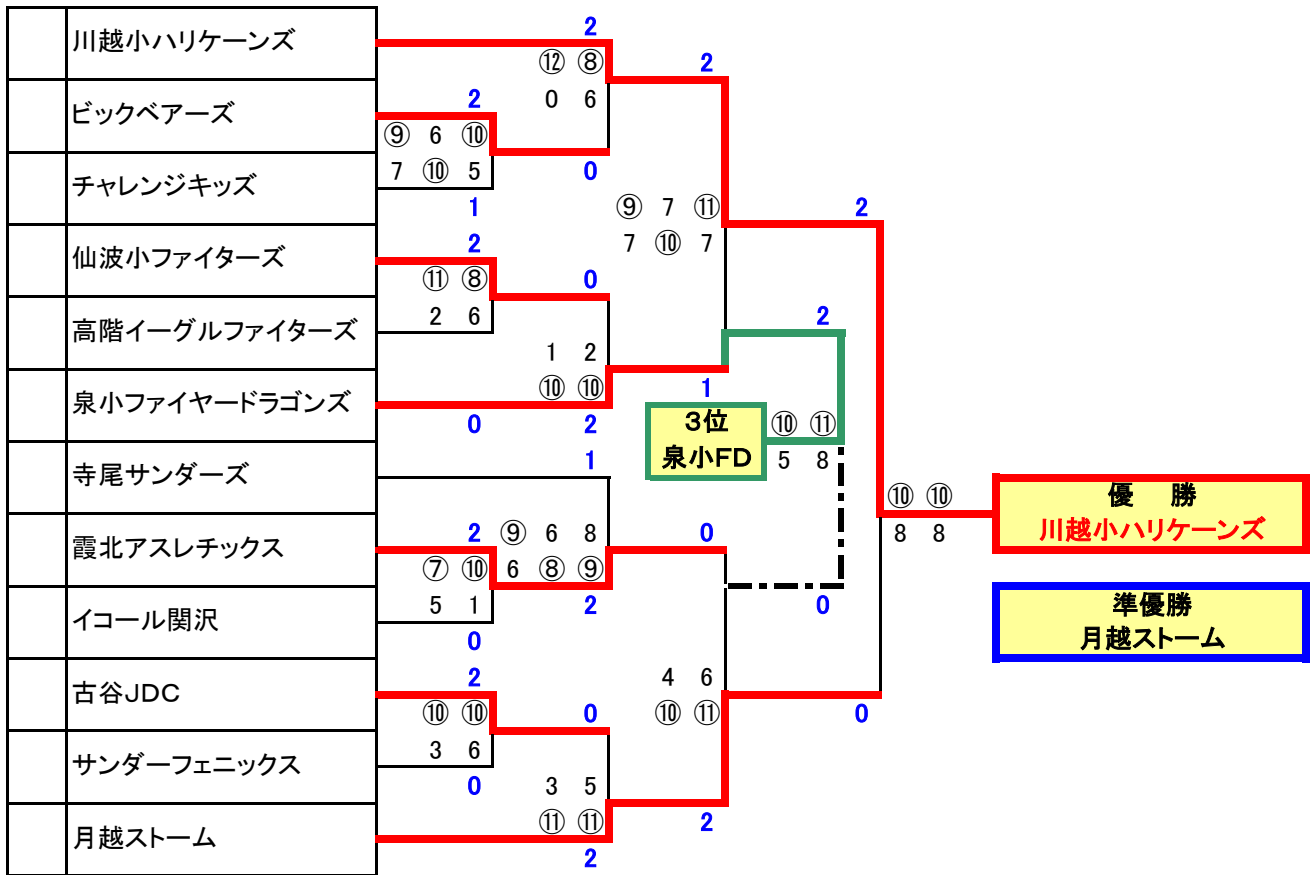 川越小ハリケーンズ
ビックベアーズ
チャレンジキッズ
仙波小ファイターズ
高階イーグルファイターズ
泉小ファイヤードラゴンズ
寺尾サンダーズ
霞北アスレチックス
イコール関沢
古谷JDC
サンダーフェニックス
月越ストーム
2
⑨ 6 ⑩
7 ⑩ 5
1
2
⑪ ⑧
2 6
0
2
⑦ ⑩
5 1
0
2
⑩ ⑩
3 6
0
2
⑫ ⑧
0 6
0
0
1 2
⑩ ⑩
2
1
⑨ 6 8
6 ⑧ ⑨
2
0
3 5
⑪ ⑪
2
2
⑨ 7 ⑪
7 ⑩ 7
1
0
4 6
⑩ ⑪
2
2
3位
泉小FD
⑩ ⑪
5 8
0
2
⑩ ⑩
8 8
0
優 勝
川越小ハリケーンズ
準優勝
月越ストーム